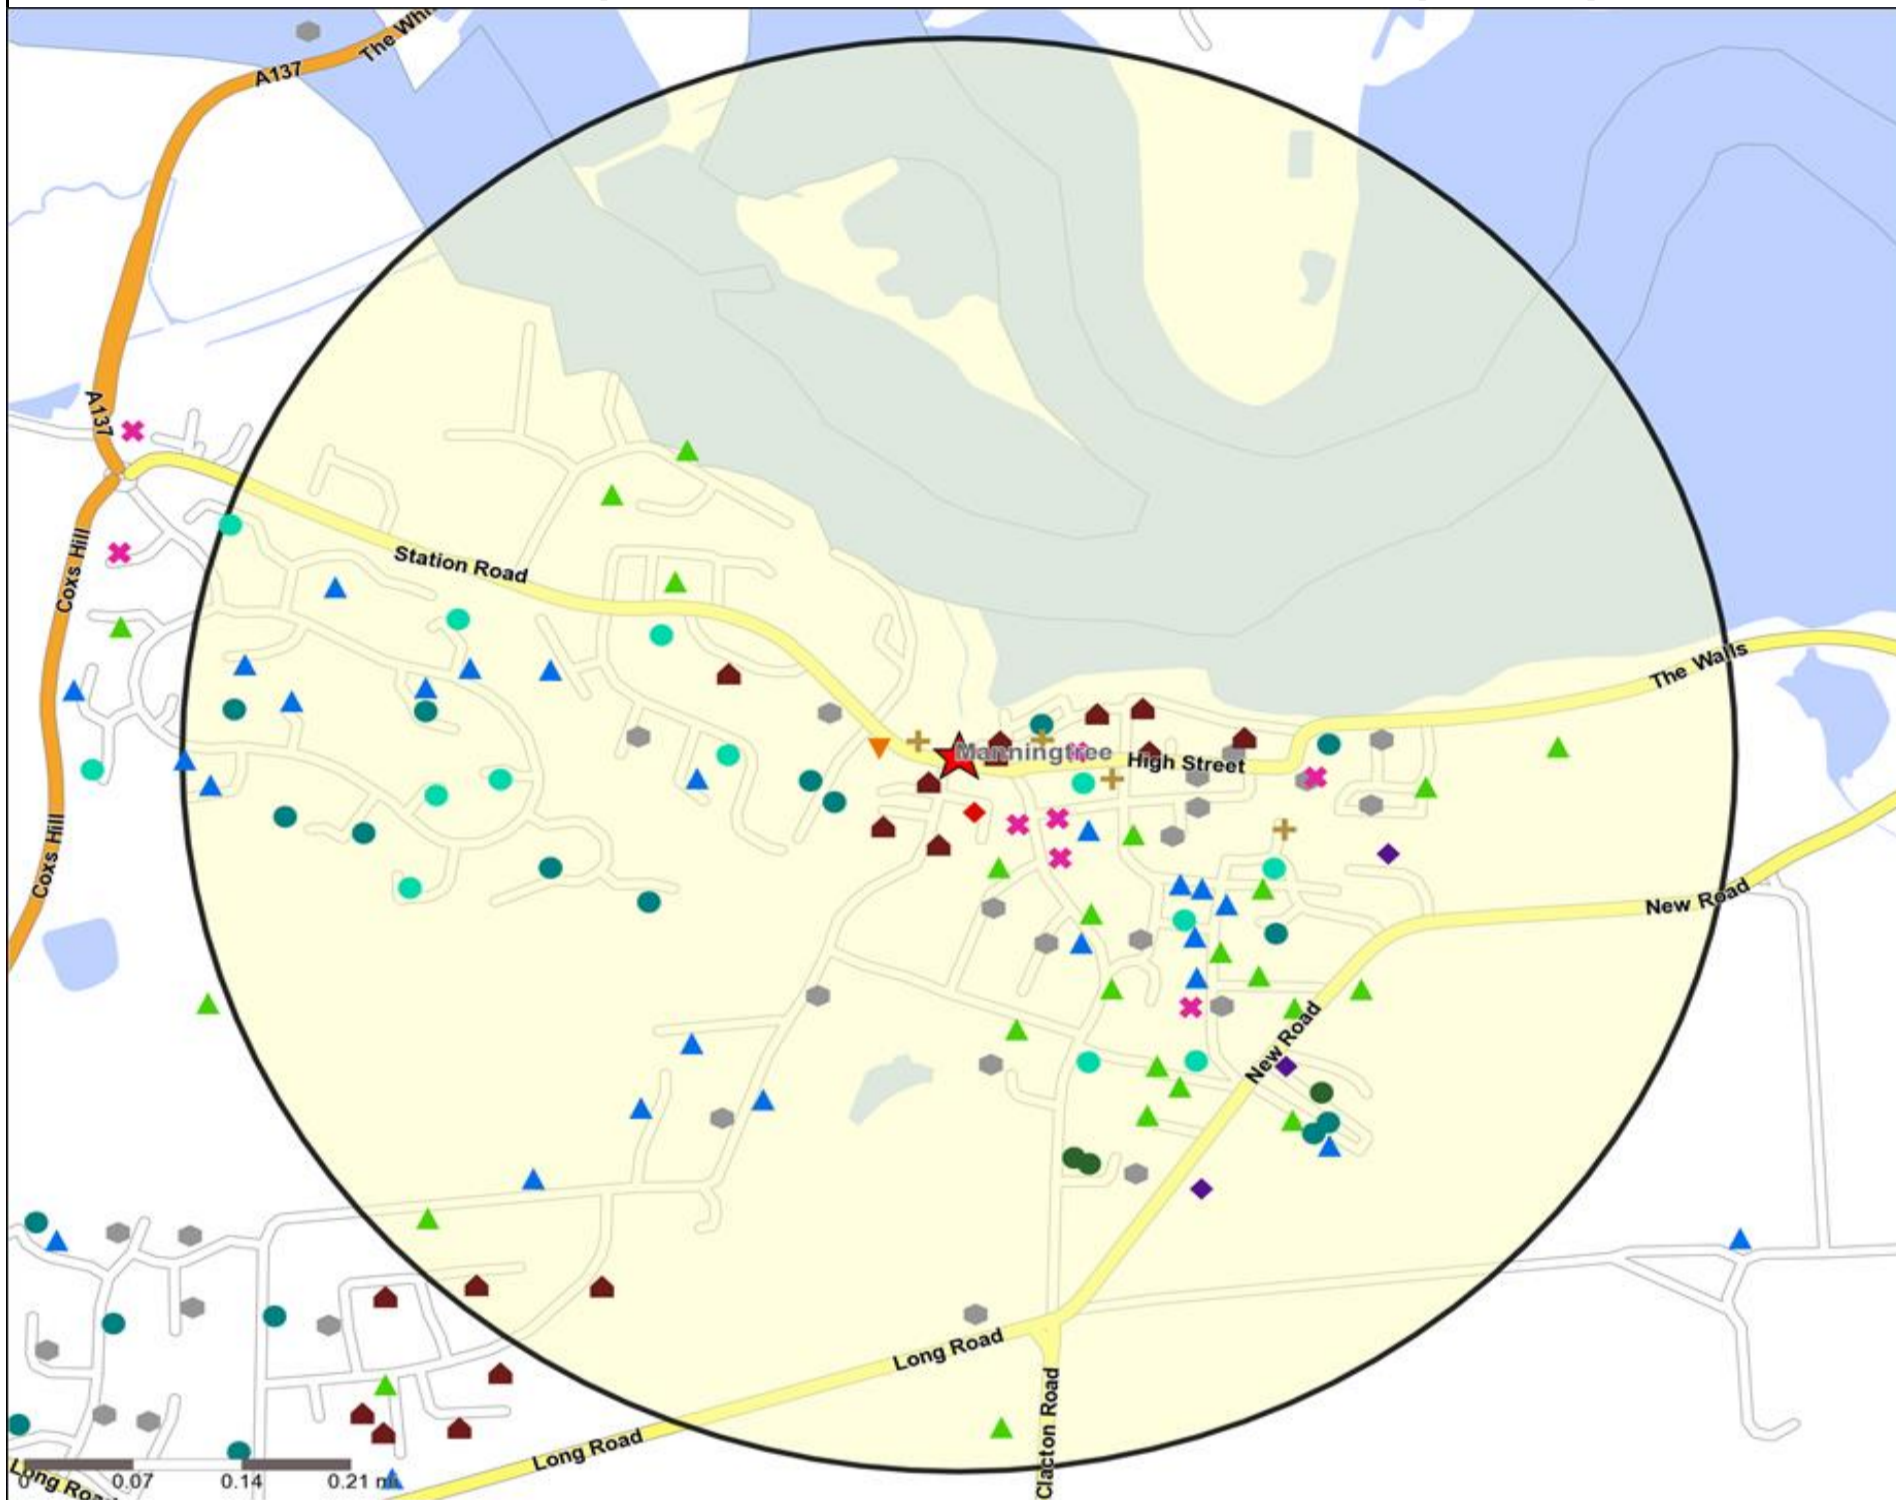 The Whi
A137
A137
Station Road
Coxs Hill
The Walls
Manningtree
High Street
Coxs Hill
New Road
New Road
Long Road
Clacton Road
Long Road
Long Road
0 0.07 0.14 0.21 mi